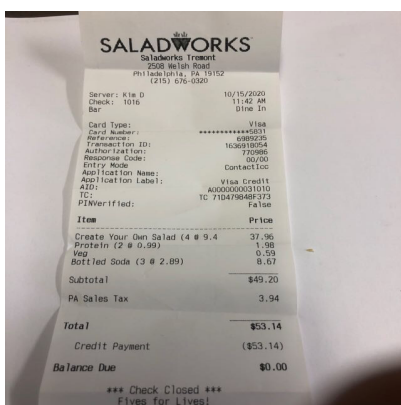 SALADWORKS
Saladworks Tremont
2508 Welsh Road
Philadelphia, PA 19152
(215) 676-0320
Server: Kim D 10/15/2020
Check: 1016 11:42 AM
Bar Dine In
Card Type: Visa
Card Number: ************5831
Reference: 6989235
Transaction ID: 1636918054
Authorization: 770986
Response Code: 00/00
Entry Mode ContactIcc
Application Name:
Application Label: Visa Credit
AID: A0000000031010
TC: TC 71D479848F373
PINVerified: False
Item Price
Create Your Own Salad (4 @ 9.4 37.96
Protein (2 @ 0.99) 1.98
Veg 0.59
Bottled Soda (3 @ 2.89) 8.67
Subtotal $49.20
PA Sales Tax 3.94
Total $53.14
Credit Payment ($53.14)
Balance Due $0.00
*** Check Closed ***
Fives for Lives!